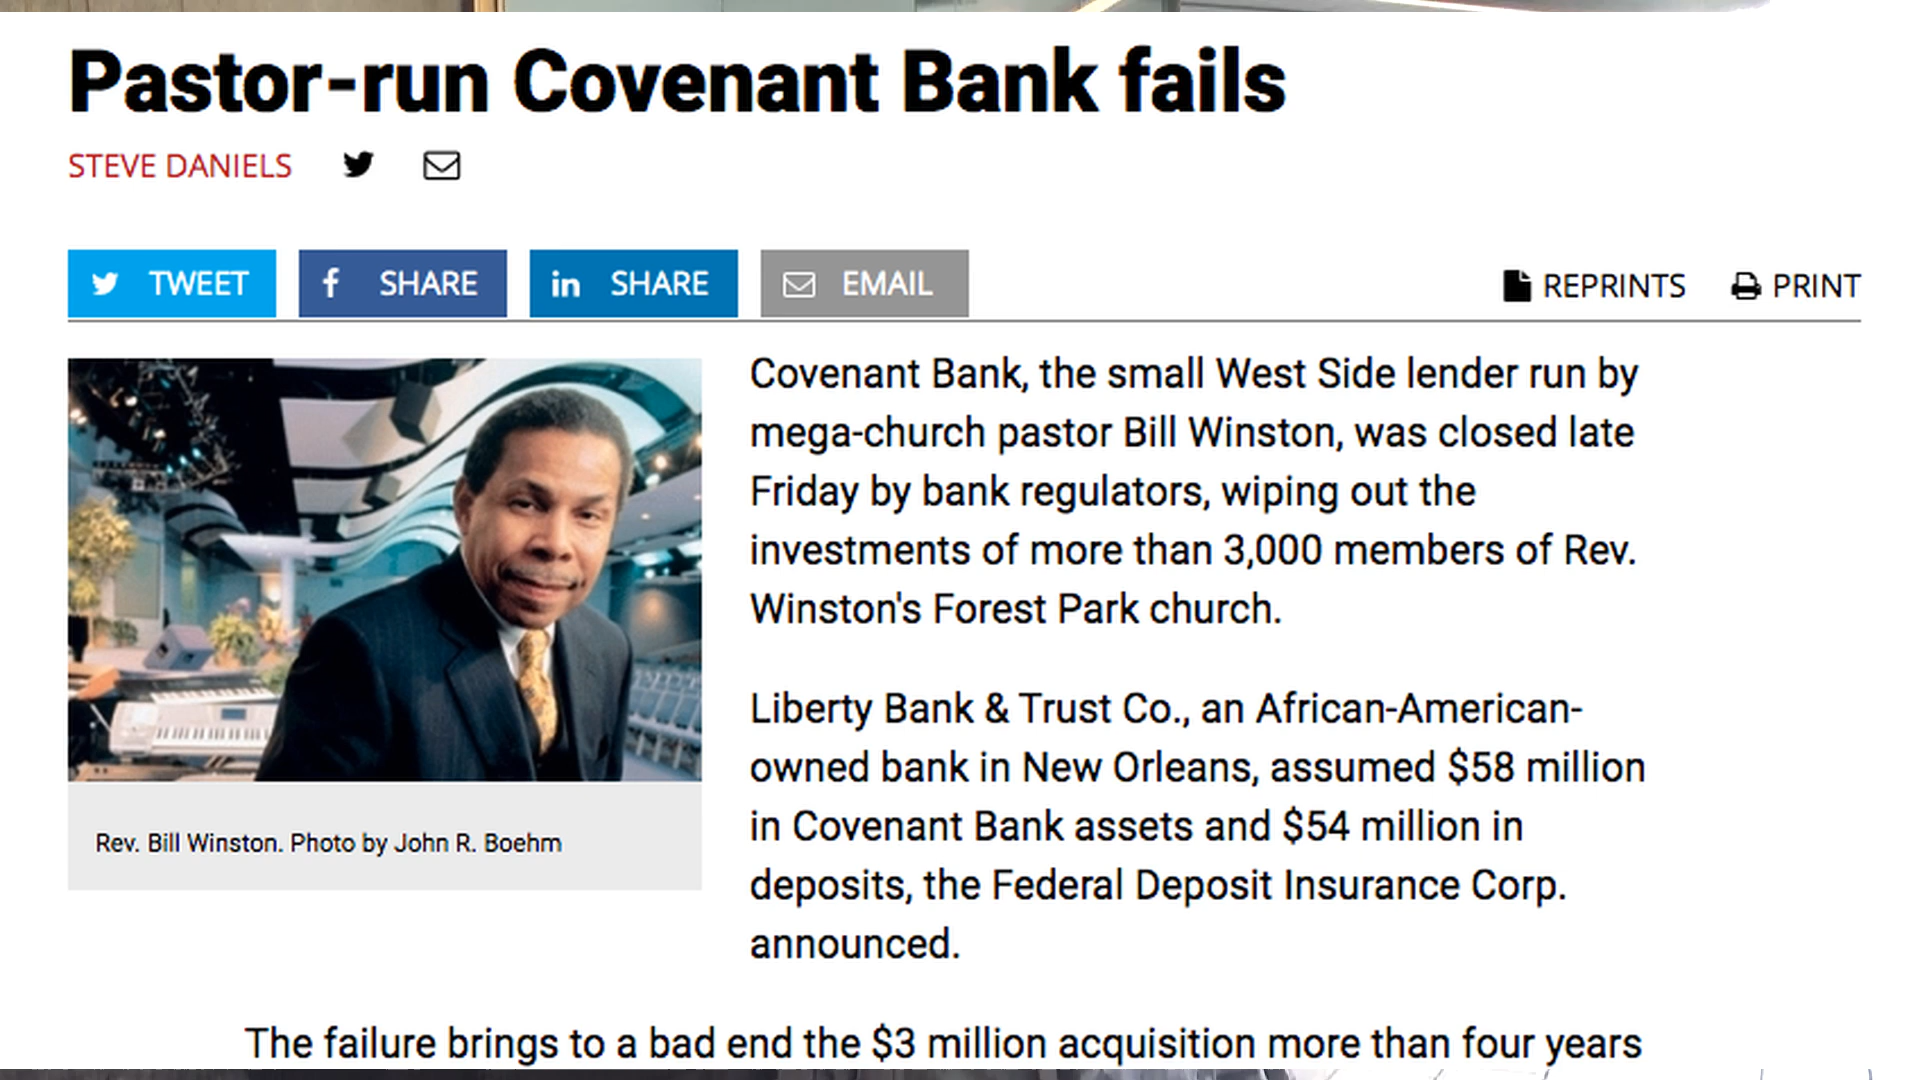 Pastor-run Covenant Bank fails
STEVE DANIELS
TWEET
SHARE
SHARE
EMAIL
REPRINTS
PRINT
Covenant Bank, the small West Side lender run by
mega-church pastor Bill Winston, was closed late
Friday by bank regulators, wiping out the
investments of more than 3,000 members of Rev.
Winston's Forest Park church.
Liberty Bank & Trust Co., an African-American-
owned bank in New Orleans, assumed $58 million
in Covenant Bank assets and $54 million in
deposits, the Federal Deposit Insurance Corp.
announced.
Rev. Bill Winston. Photo by John R. Boehm
The failure brings to a bad end the $3 million acquisition more than four years